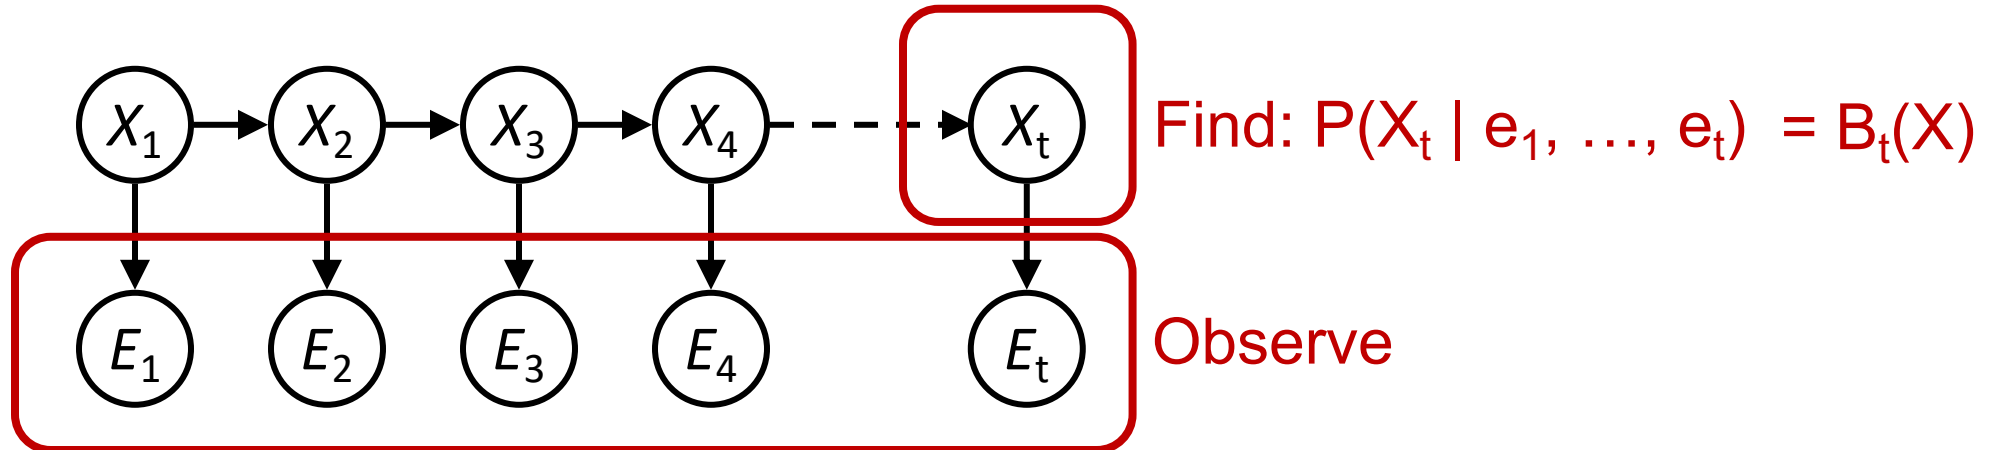 X₁ X₂ X₃ X₄ Xₜ Find: P(Xₜ | e₁, …, eₜ) = Bₜ(X)
E₁ E₂ E₃ E₄ Eₜ Observe